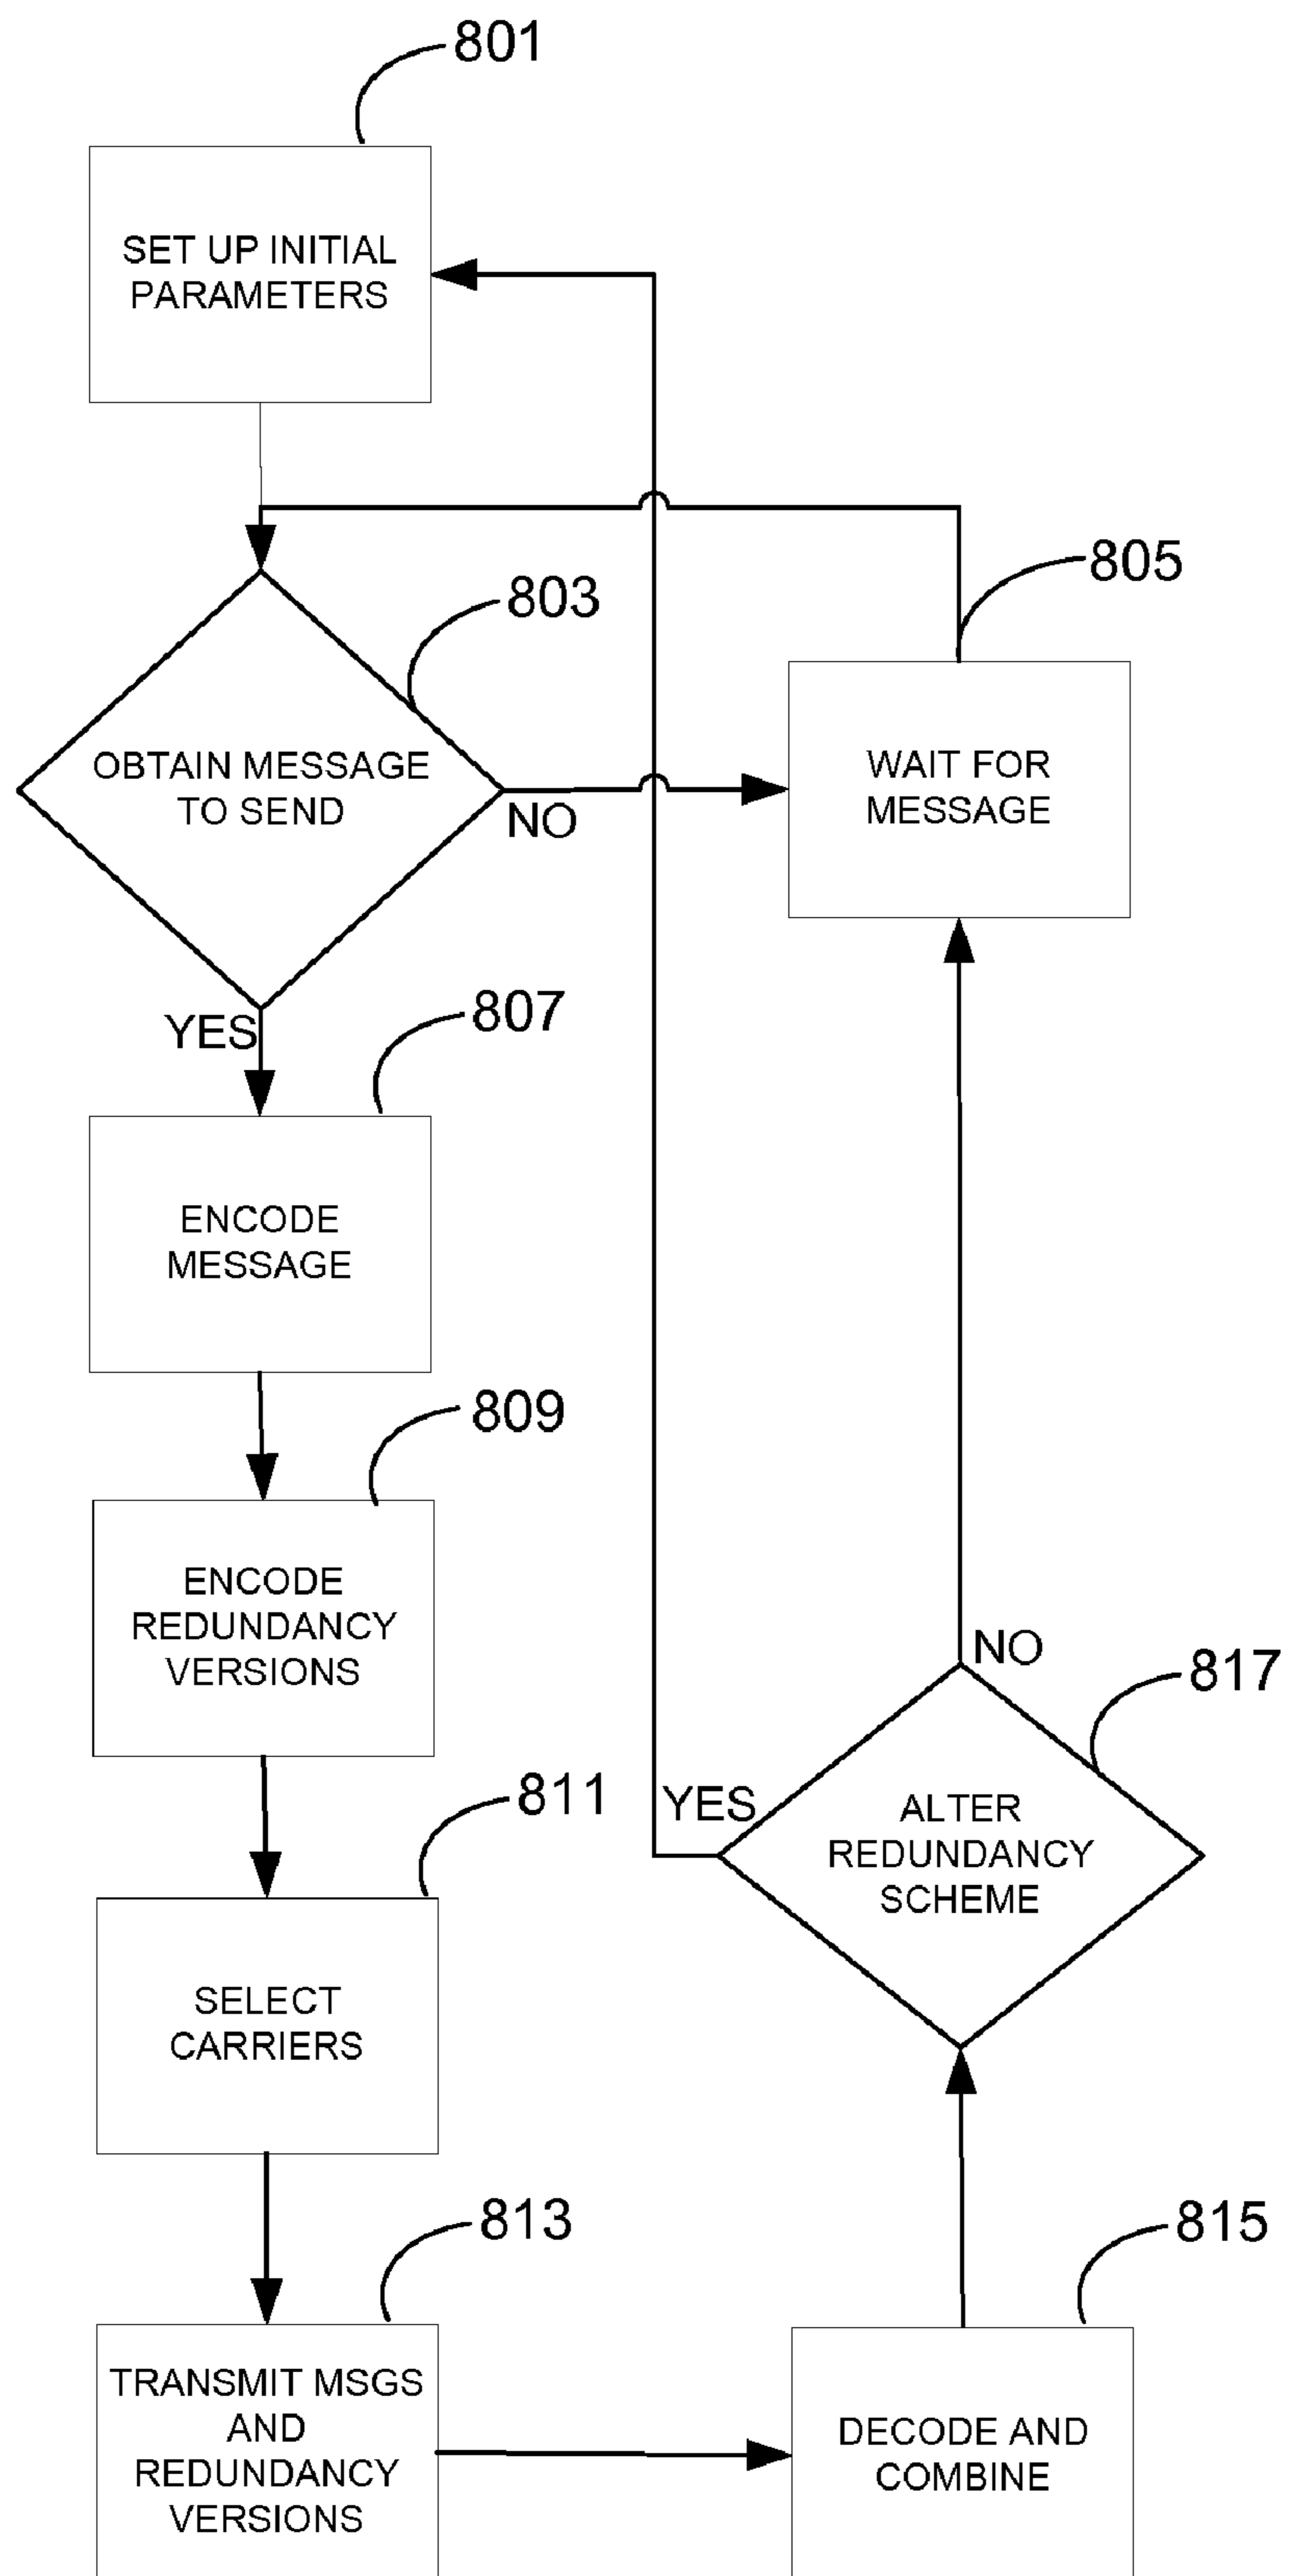 801
SET UP INITIAL
PARAMETERS
803
OBTAIN MESSAGE
TO SEND
NO
YES
805
WAIT FOR
MESSAGE
807
ENCODE
MESSAGE
809
ENCODE
REDUNDANCY
VERSIONS
811
SELECT
CARRIERS
813
TRANSMIT MSGS
AND
REDUNDANCY
VERSIONS
815
DECODE AND
COMBINE
817
ALTER
REDUNDANCY
SCHEME
YES
NO